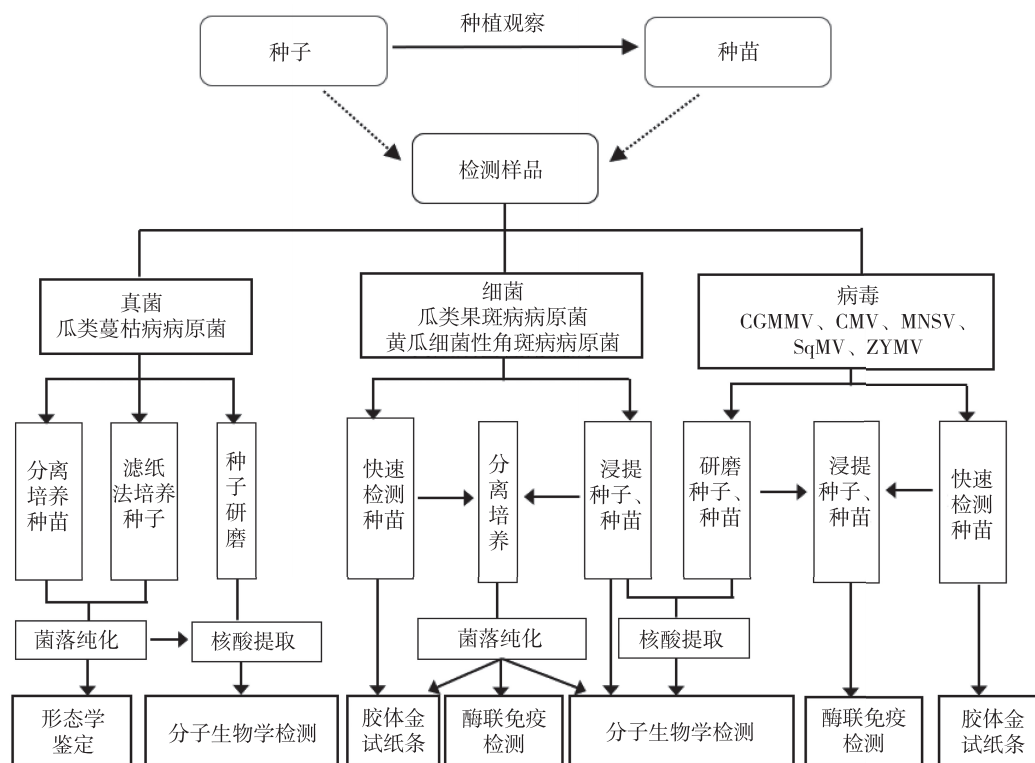 种植观察
种子
种苗
检测样品
真菌
瓜类蔓枯病病原菌
细菌
瓜类果斑病病原菌
黄瓜细菌性角斑病病原菌
病毒
CGMMV、CMV、MNSV、
SqMV、ZYMV
分离
培养
种苗
滤纸
法培养
种子
种
子
研
磨
快速
检测
种苗
分
离
培
养
浸提
种子、
种苗
研磨
种子、
种苗
浸提
种子、
种苗
快速
检测
种苗
菌落纯化
核酸提取
菌落纯化
核酸提取
形态学
鉴定
分子生物学检测
胶体金
试纸条
酶联免疫
检测
分子生物学检测
酶联免疫
检测
胶体金
试纸条